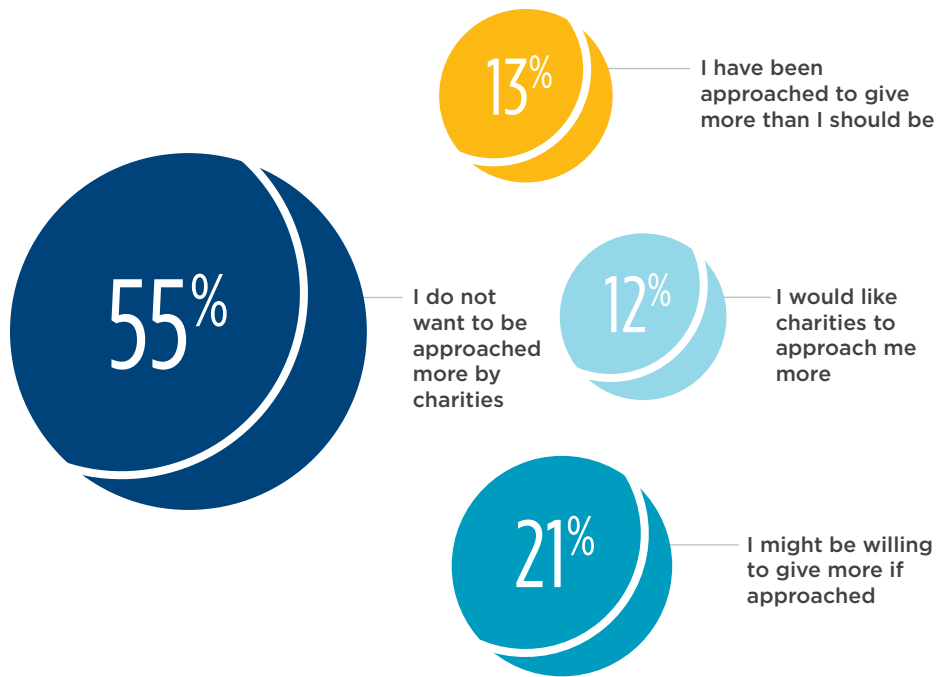 13%
I have been
approached to give
more than I should be
55%
I do not
want to be
approached
more by
charities
12%
I would like
charities to
approach me
more
21%
I might be willing
to give more if
approached